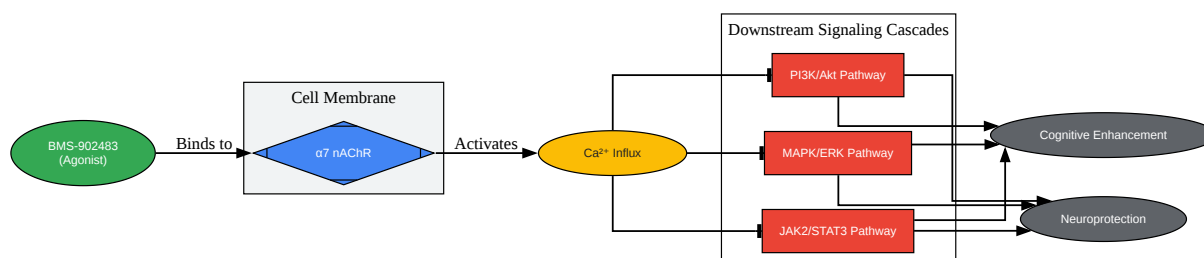 Downstream Signaling Cascades
PI3K/Akt Pathway
Cell Membrane
Cognitive Enhancement
BMS-902483
(Agonist)
Binds to
α7 nAChR
Activates
Ca²⁺ Influx
MAPK/ERK Pathway
Neuroprotection
JAK2/STAT3 Pathway